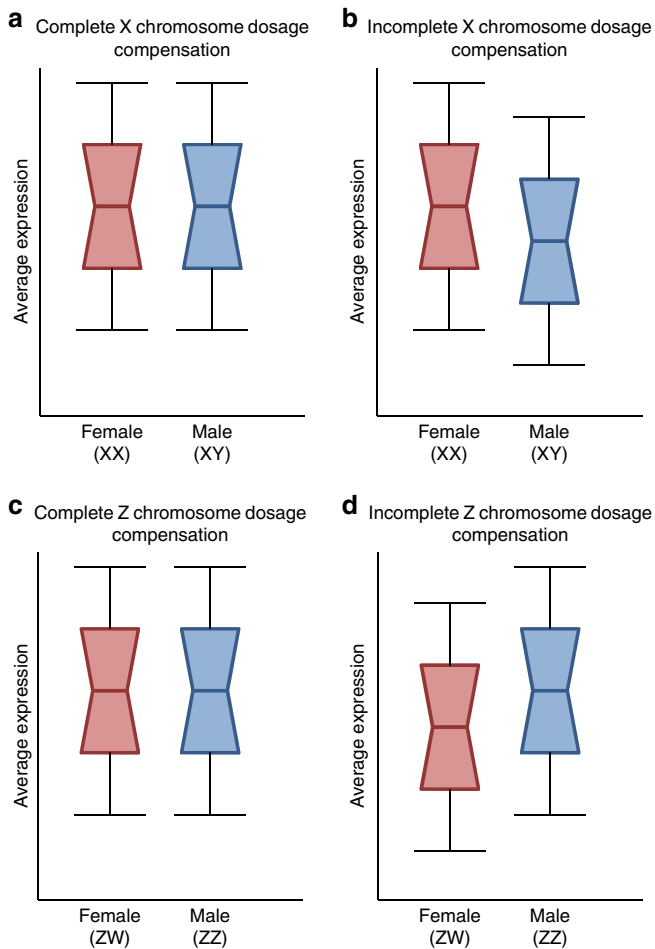 a Complete X chromosome dosage
compensation
Average expression
Female
(XX)
Male
(XY)
b Incomplete X chromosome dosage
compensation
Average expression
Female
(XX)
Male
(XY)
c Complete Z chromosome dosage
compensation
Average expression
Female
(ZW)
Male
(ZZ)
d Incomplete Z chromosome dosage
compensation
Average expression
Female
(ZW)
Male
(ZZ)